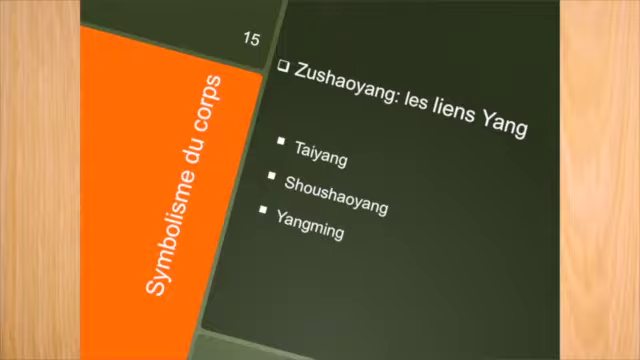 15
Symbolisme du corps
Zushaoyang: les liens Yang
Taiyang
Shoushaoyang
Yangming